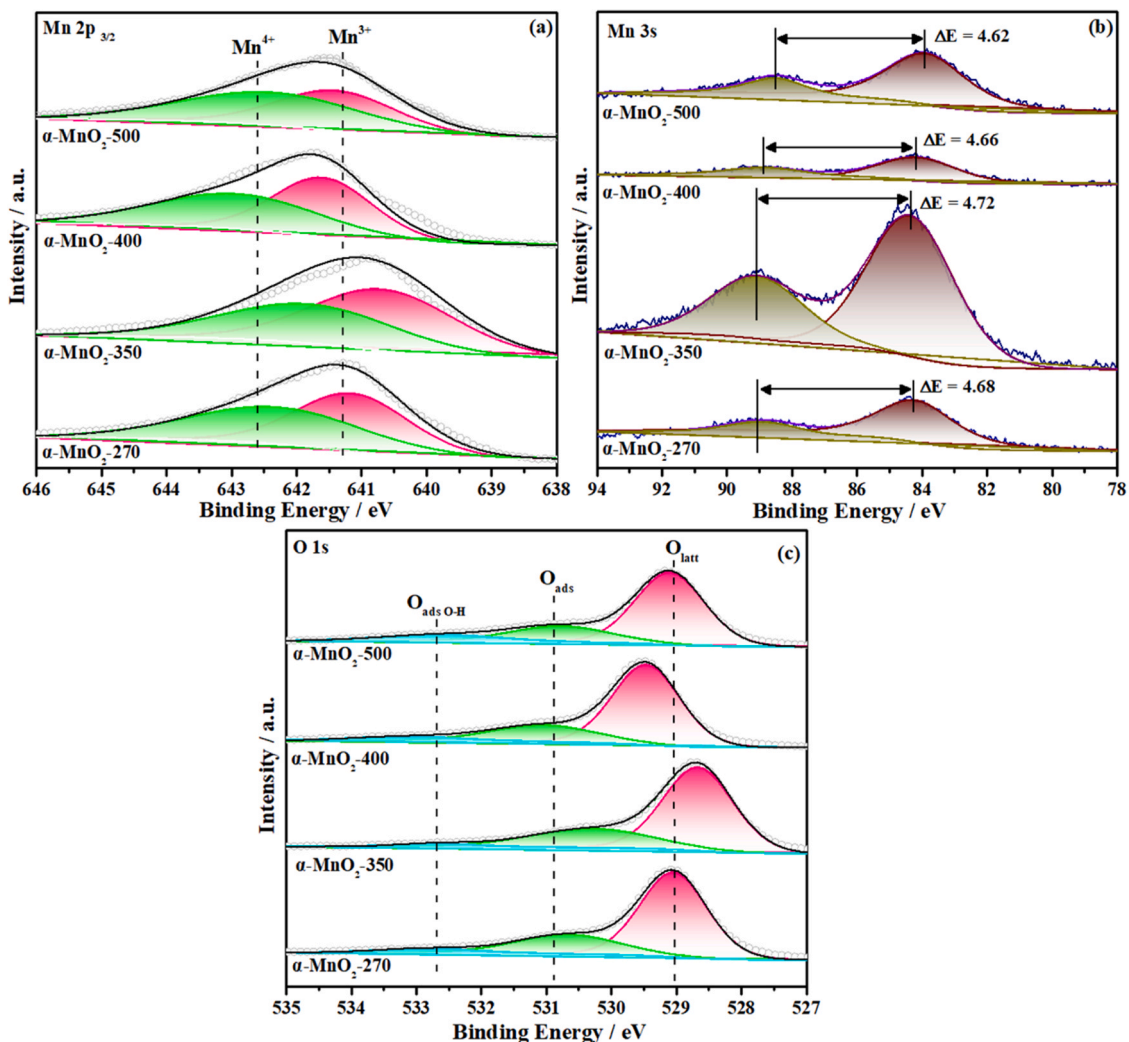 Mn 2p 3/2
(a)
Mn4+
Mn3+
α-MnO2-500
α-MnO2-400
α-MnO2-350
α-MnO2-270
Intensity / a.u.
646 645 644 643 642 641 640 639 638
Binding Energy / eV
Mn 3s
(b)
ΔE = 4.62
α-MnO2-500
ΔE = 4.66
α-MnO2-400
ΔE = 4.72
α-MnO2-350
ΔE = 4.68
α-MnO2-270
Intensity / a.u.
94 92 90 88 86 84 82 80 78
Binding Energy / eV
O 1s
(c)
Oads O-H
Oads
Olatt
α-MnO2-500
α-MnO2-400
α-MnO2-350
α-MnO2-270
Intensity / a.u.
535 534 533 532 531 530 529 528 527
Binding Energy / eV